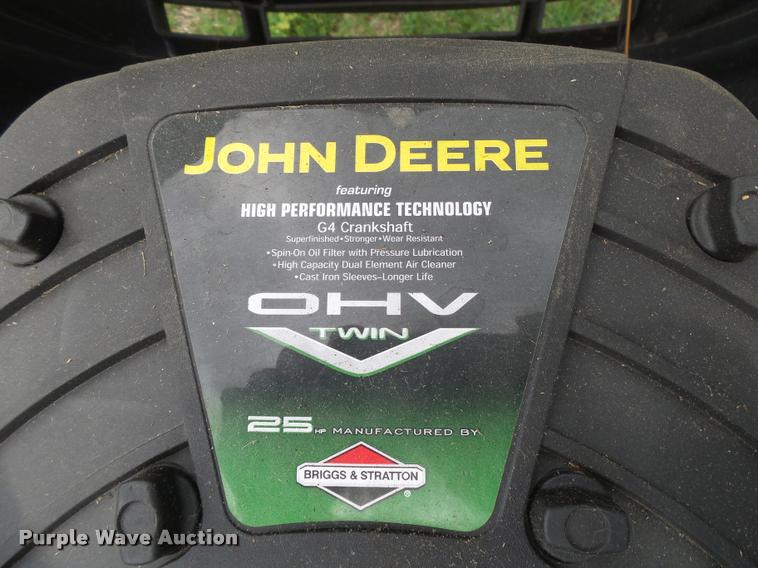 JOHN DEERE
featuring
HIGH PERFORMANCE TECHNOLOGY
G4 Crankshaft
Superfinished•Stronger•Wear Resistant
•Spin-On Oil Filter with Pressure Lubrication
•High Capacity Dual Element Air Cleaner
•Cast Iron Sleeves–Longer Life
OHV
TWIN
25 HP MANUFACTURED BY
BRIGGS & STRATTON
®
Purple Wave Auction